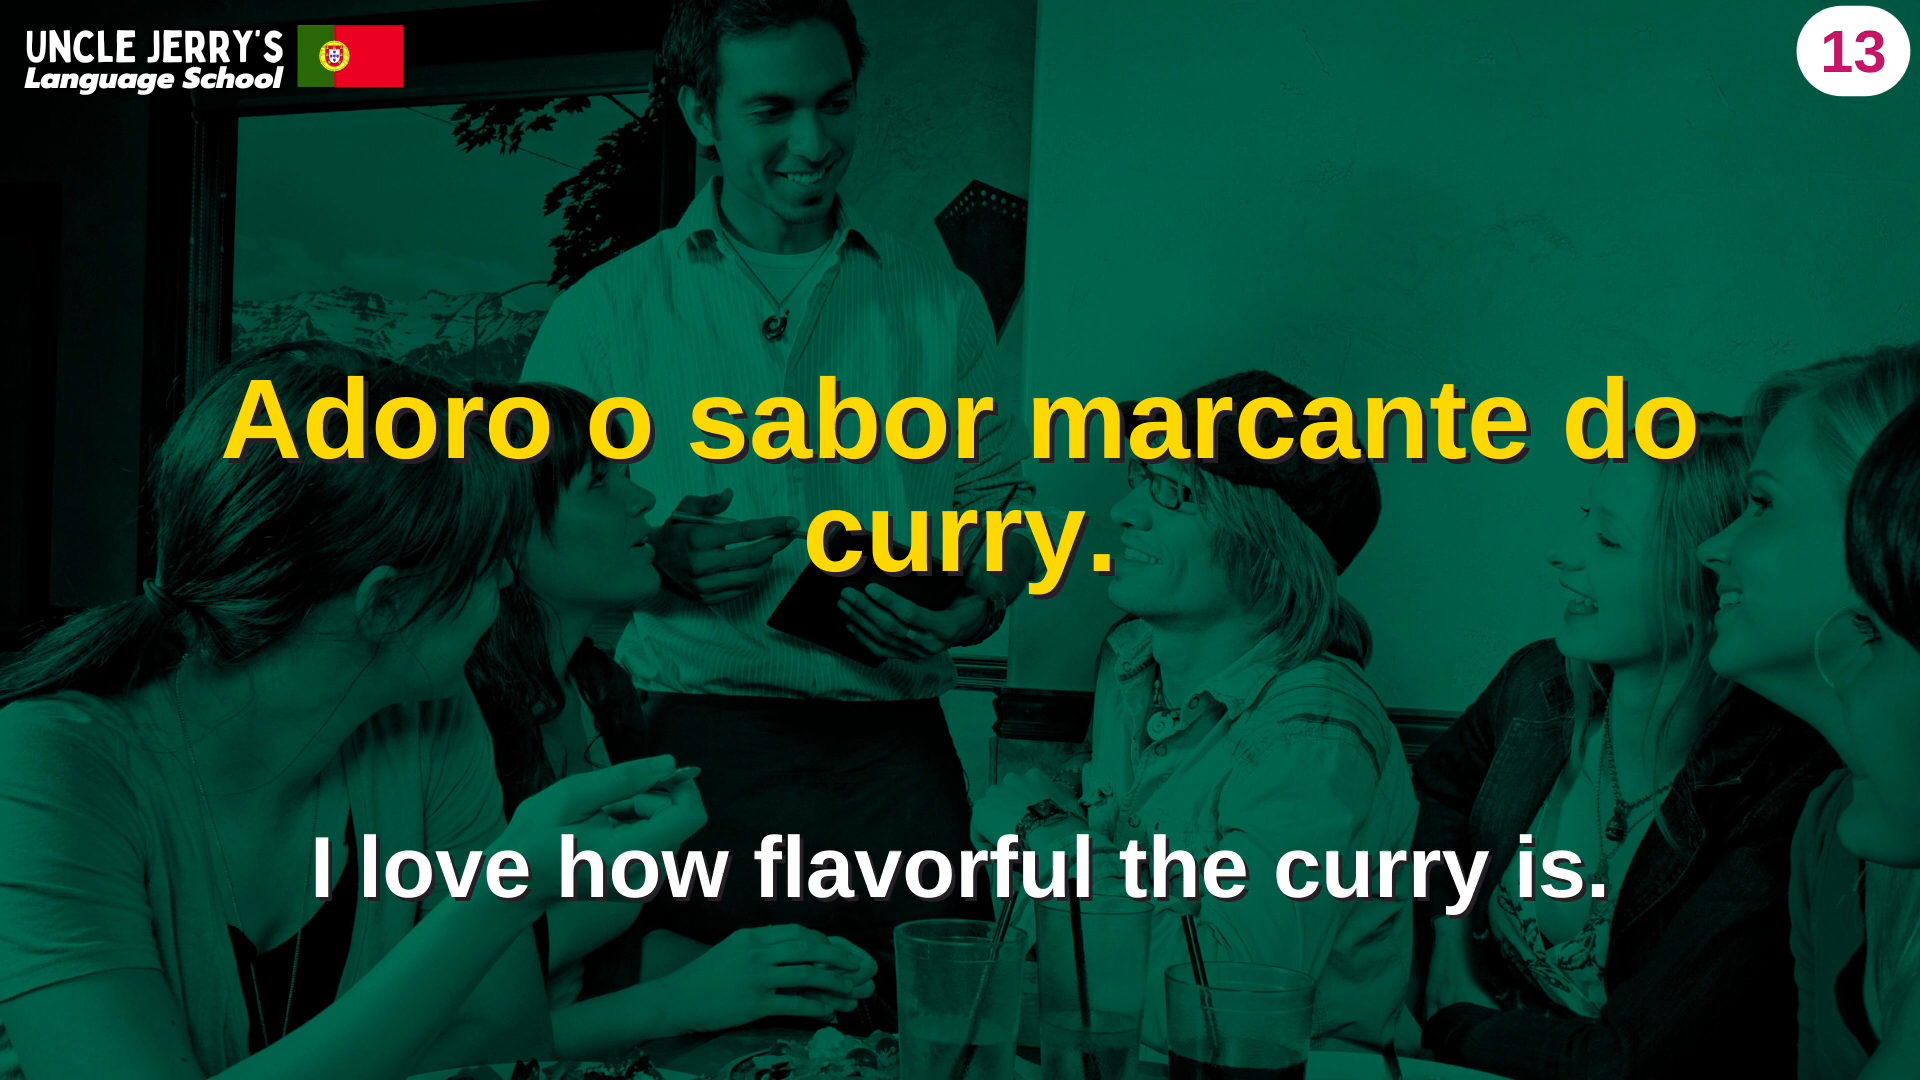 UNCLE JERRY'S
Language School
13
Adoro o sabor marcante do
curry.
I love how flavorful the curry is.